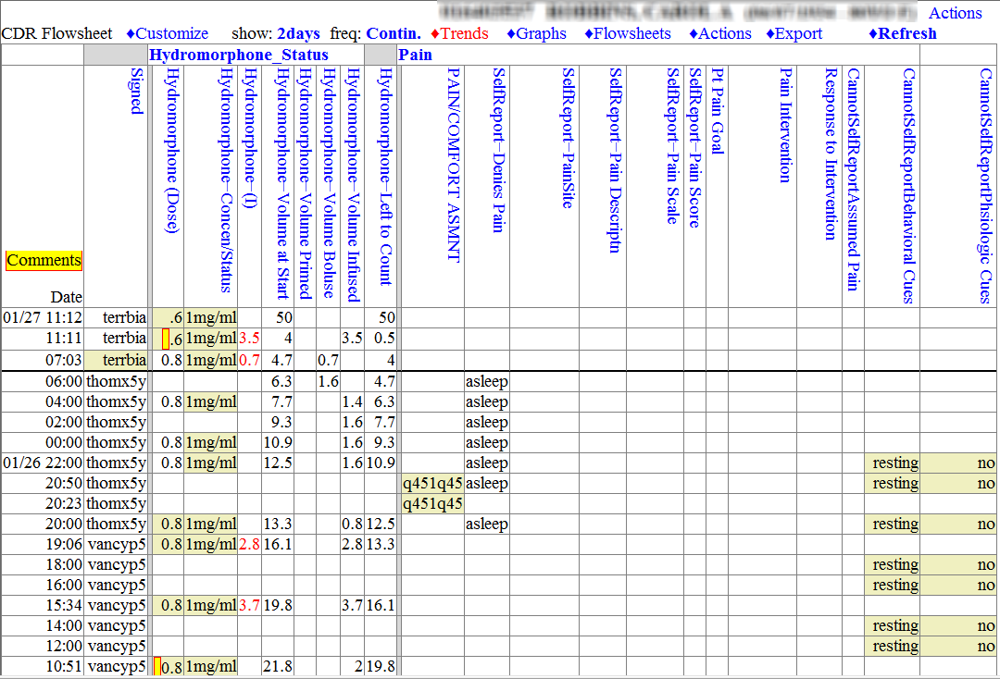 Actions
CDR Flowsheet ♦Customize show: 2days freq: Contin. ♦Trends ♦Graphs ♦Flowsheets ♦Actions ♦Export ♦Refresh
Hydromorphone_Status Pain
Signed
Hydromorphone (Dose)
Hydromorphone-Concen/Status
Hydromorphone-(I)
Hydromorphone-Volume at Start
Hydromorphone-Volume Primed
Hydromorphone-Volume Boluse
Hydromorphone-Volume Infused
Hydromorphone-Left to Count
PAIN/COMFORT ASMNT
SelfReport-Denies Pain
SelfReport-PainSite
SelfReport-Pain Descriptn
SelfReport-Pain Scale
SelfReport-Pain Score
Pt Pain Goal
Pain Intervention
Response to Intervention
CannotSelfReportAssumed Pain
CannotSelfReportBehavioral Cues
CannotSelfReportPhsiologic Cues
Comments
Date
01/27 11:12 terrbia .6 1mg/ml 50 50
11:11 terrbia .6 1mg/ml 3.5 4 3.5 0.5
07:03 terrbia 0.8 1mg/ml 0.7 4.7 0.7 4
06:00 thomx5y 6.3 1.6 4.7 asleep
04:00 thomx5y 0.8 1mg/ml 7.7 1.4 6.3 asleep
02:00 thomx5y 9.3 1.6 7.7 asleep
00:00 thomx5y 0.8 1mg/ml 10.9 1.6 9.3 asleep
01/26 22:00 thomx5y 0.8 1mg/ml 12.5 1.6 10.9 asleep resting no
20:50 thomx5y q451q45 asleep resting no
20:23 thomx5y q451q45
20:00 thomx5y 0.8 1mg/ml 13.3 0.8 12.5 asleep resting no
19:06 vancyp5 0.8 1mg/ml 2.8 16.1 2.8 13.3
18:00 vancyp5 resting no
16:00 vancyp5 resting no
15:34 vancyp5 0.8 1mg/ml 3.7 19.8 3.7 16.1
14:00 vancyp5 resting no
12:00 vancyp5 resting no
10:51 vancyp5 0.8 1mg/ml 21.8 2 19.8